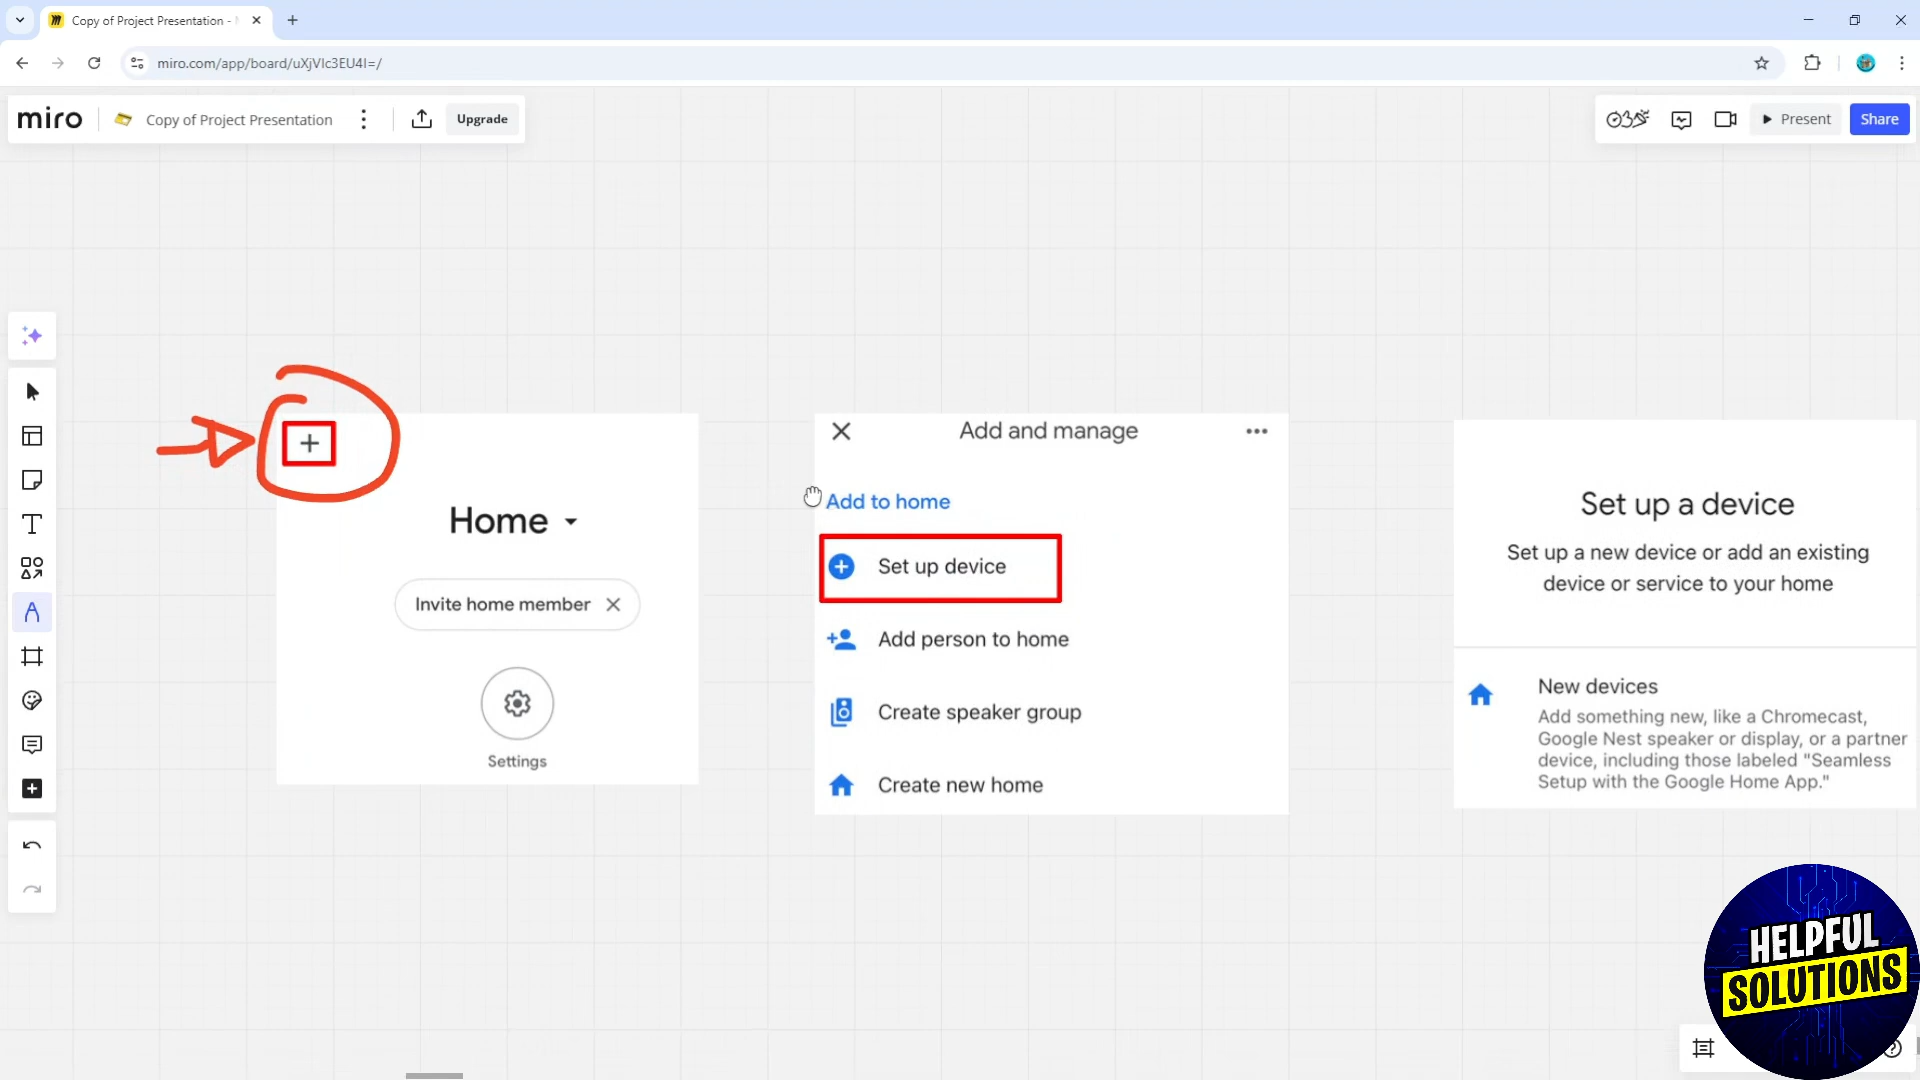 Copy of Project Presentation -
miro.com/app/board/uXjVIc3EU4I=/
miro
Copy of Project Presentation
Upgrade
Present
Share
Home
Invite home member
Settings
Add and manage
Add to home
Set up device
Add person to home
Create speaker group
Create new home
Set up a device
Set up a new device or add an existing
device or service to your home
New devices
Add something new, like a Chromecast,
Google Nest speaker or display, or a partner
device, including those labeled "Seamless
Setup with the Google Home App."
HELPFUL
SOLUTIONS